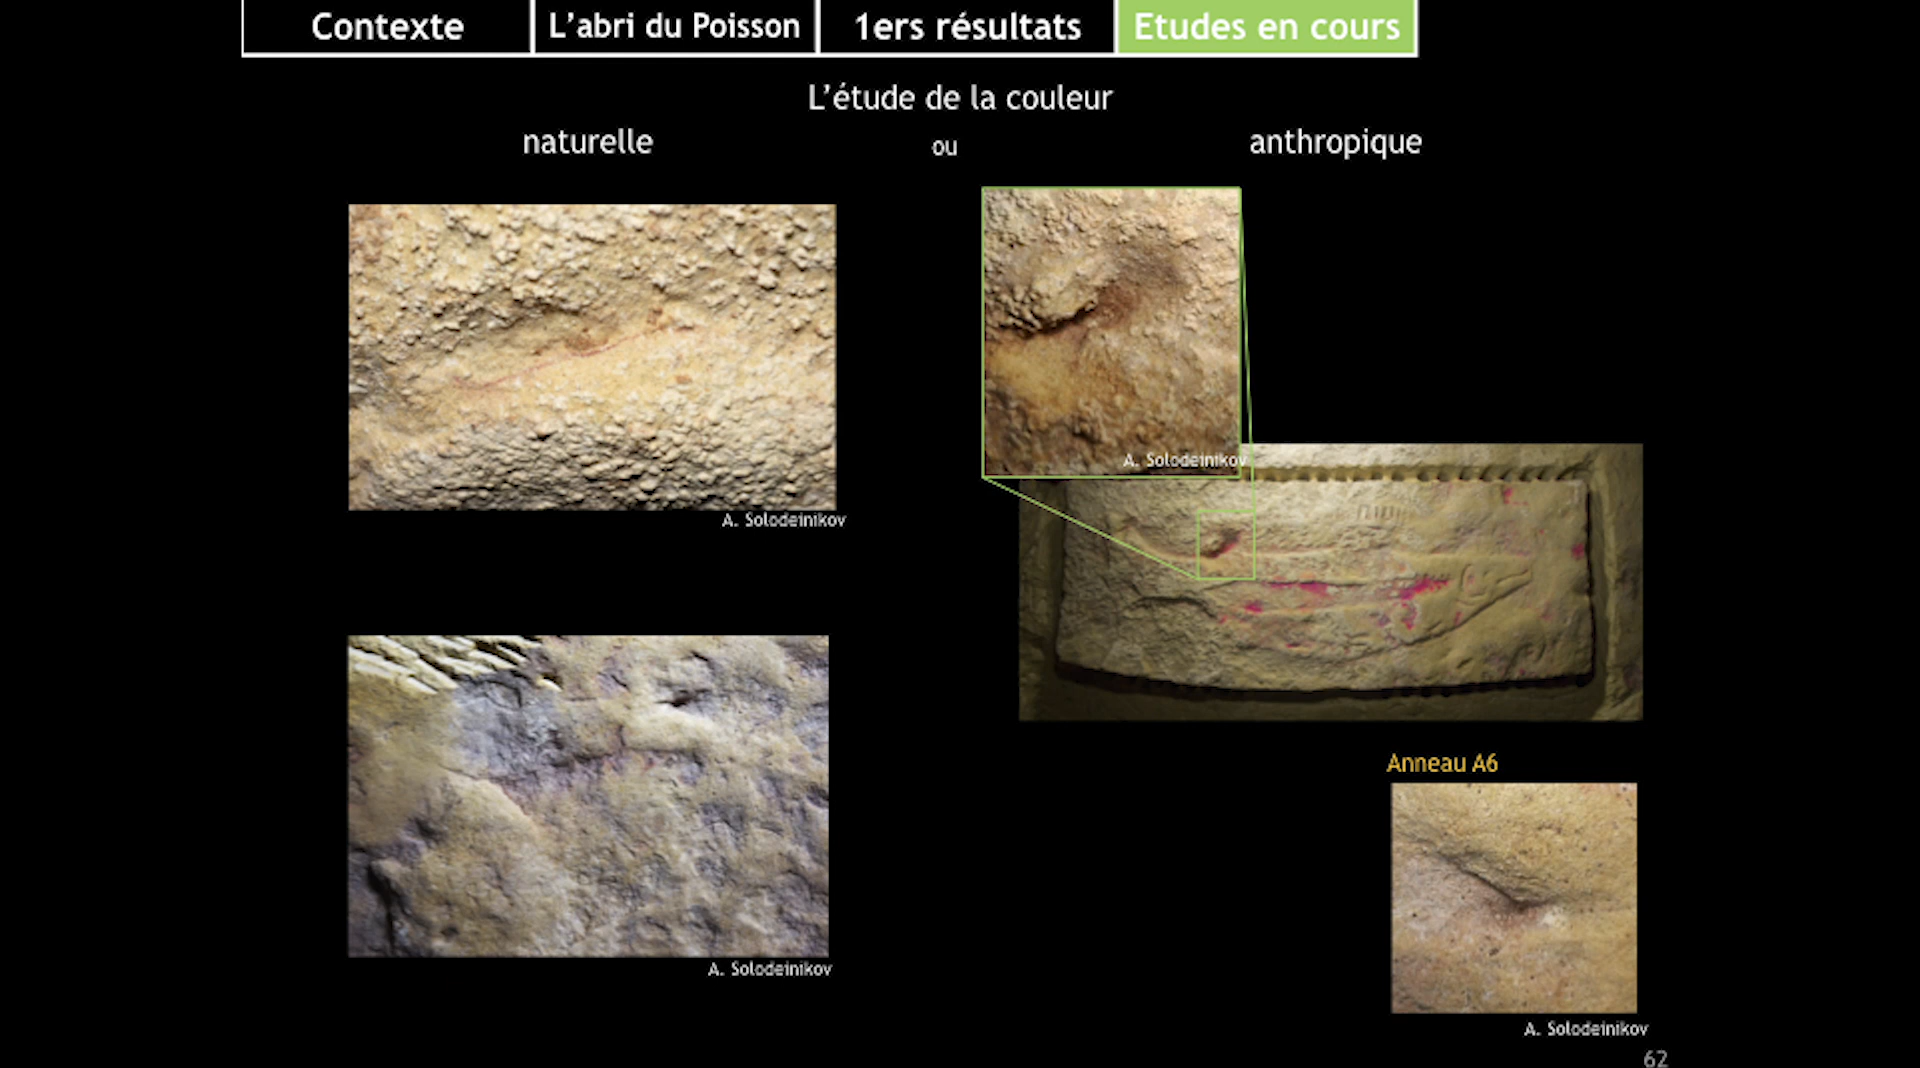 Contexte
L'abri du Poisson
1ers résultats
Etudes en cours
L'étude de la couleur
naturelle
ou
anthropique
A. Solodeinikov
A. Solodeinikov
Anneau A6
A. Solodeinikov
A. Solodeinikov
62